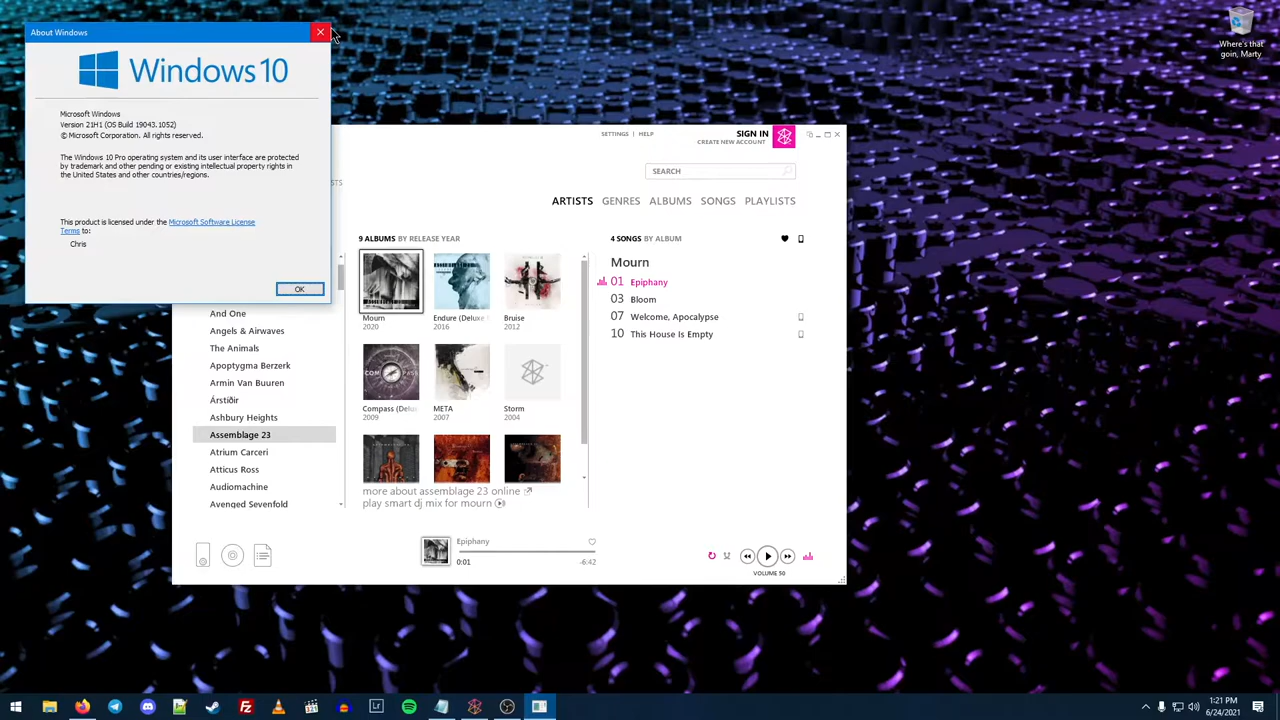 About Windows
Windows 10
Microsoft Windows
Version 21H1 (OS Build 19043.1052)
© Microsoft Corporation. All rights reserved.
The Windows 10 Pro operating system and its user interface are protected
by trademark and other pending or existing intellectual property rights in
the United States and other countries/regions.
This product is licensed under the Microsoft Software License
Terms to:
Chris
OK
Where's that
goin, Marty
SETTINGS | HELP
SIGN IN
CREATE NEW ACCOUNT
SEARCH
ARTISTS GENRES ALBUMS SONGS PLAYLISTS
And One
Angels & Airwaves
The Animals
Apoptygma Berzerk
Armin Van Buuren
Árstíðir
Ashbury Heights
Assemblage 23
Atrium Carceri
Atticus Ross
Audiomachine
Avenged Sevenfold
9 ALBUMS BY RELEASE YEAR
Mourn
2020
Endure (Deluxe
2016
Bruise
2012
COM PASS
Compass (Delu
2009
META
2007
Storm
2004
more about assemblage 23 online
play smart dj mix for mourn
4 SONGS BY ALBUM
Mourn
01 Epiphany
03 Bloom
07 Welcome, Apocalypse
10 This House Is Empty
Epiphany
0:01
-6:42
VOLUME 50
1:21 PM
6/24/2021